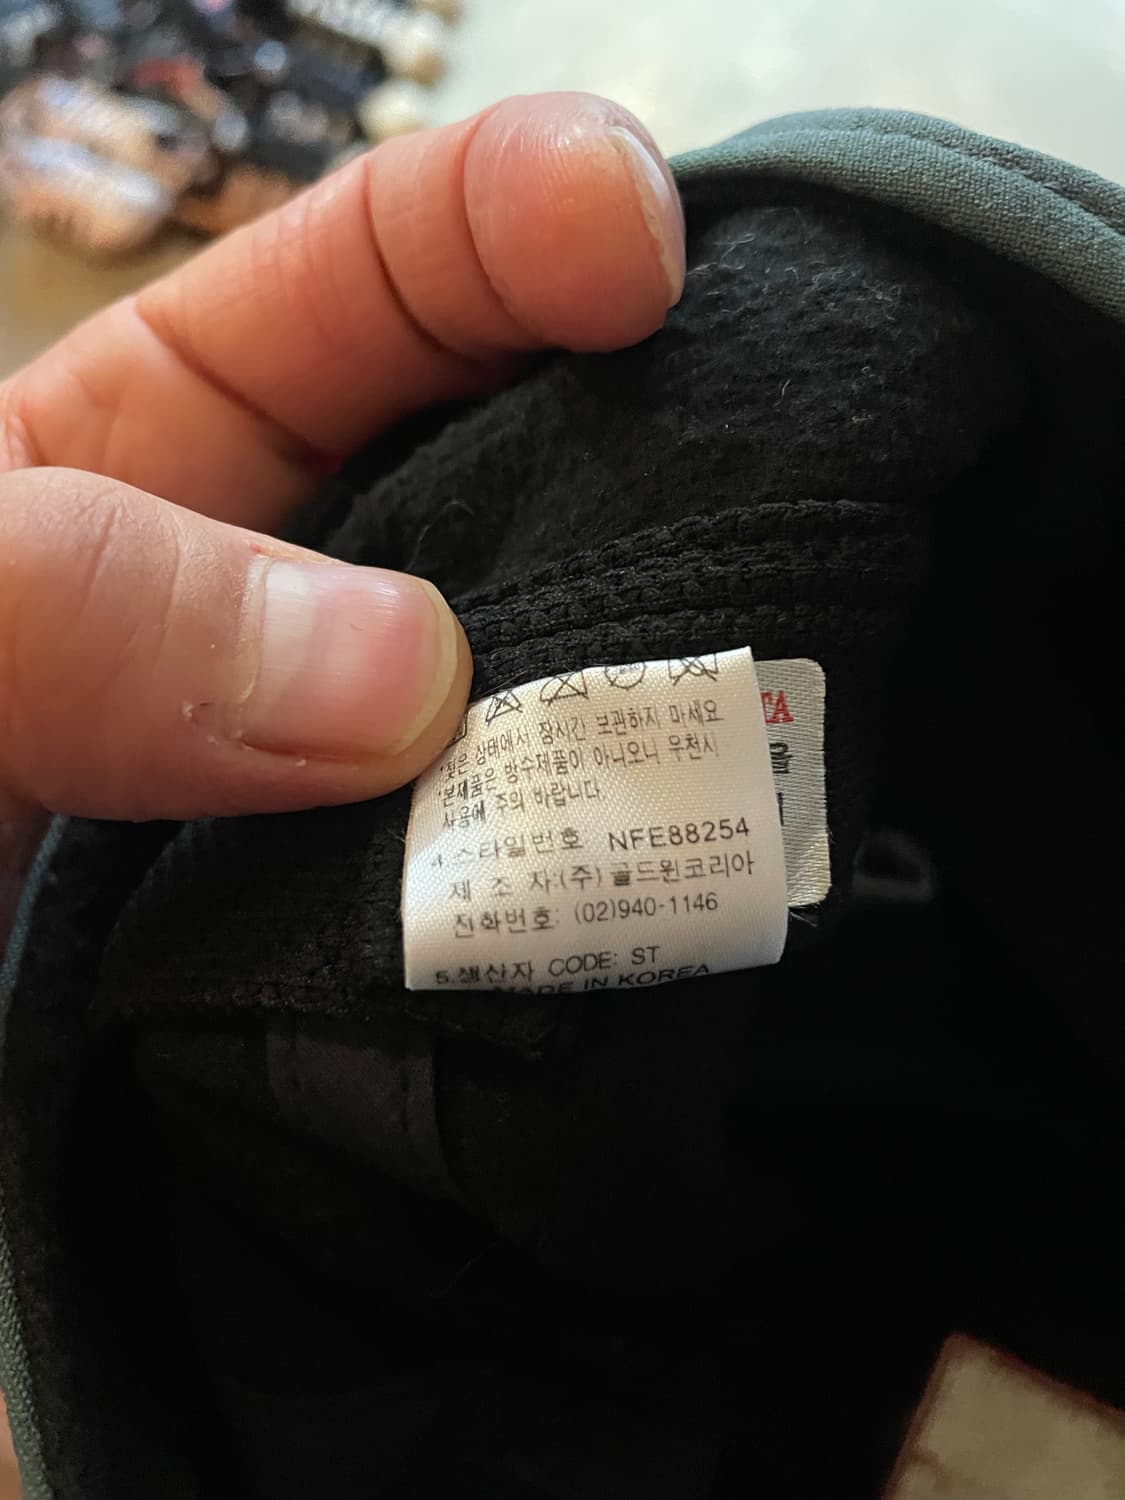 *젖은 상태에서 장시간 보관하지 마세요
*본제품은 방수제품이 아니오니 우천시
사용에 주의 바랍니다.
4.스타일번호 NFE88254
제 조 자:(주)골드윈코리아
전화번호: (02)940-1146
5.생산자 CODE: ST
MADE IN KOREA
TA